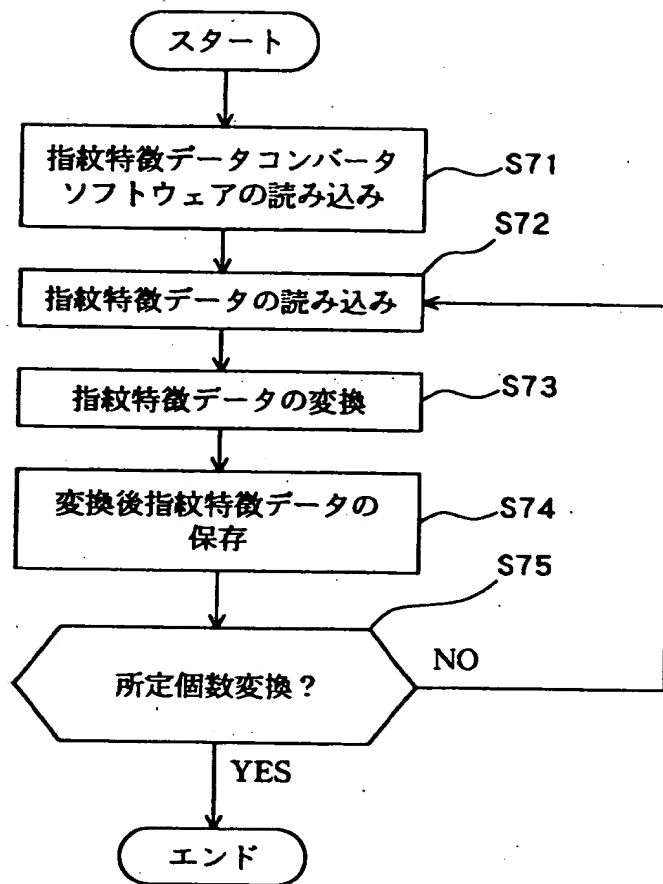 スタート
指紋特徴データコンバータ
ソフトウェアの読み込み
S71
S72
指紋特徴データの読み込み
指紋特徴データの変換
S73
変換後指紋特徴データの
保存
S74
S75
所定個数変換?
NO
YES
エンド